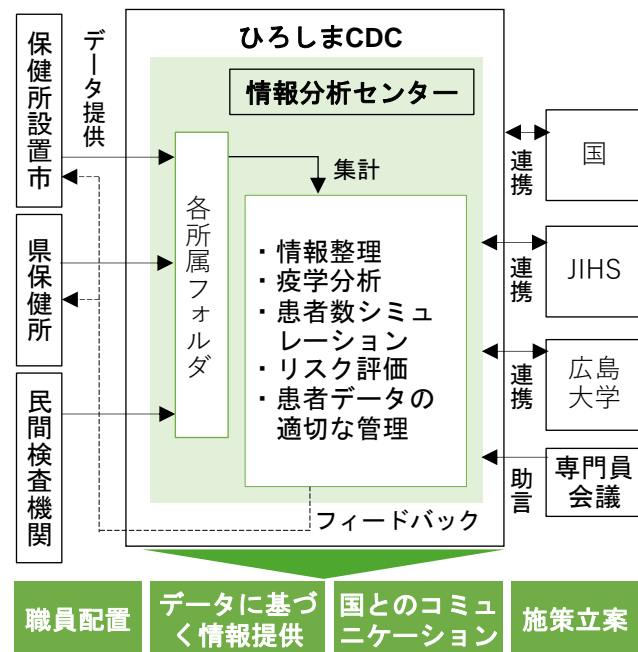 ひろしまCDC
情報分析センター
保健所設置市
データ提供
県保健所
民間検査機関
各所属フォルダ
集計
・情報整理
・疫学分析
・患者数シミュ
レーション
・リスク評価
・患者データの
適切な管理
フィードバック
連携
国
連携
JIHS
連携
広島
大学
助言
専門員
会議
職員配置
データに基づ
く情報提供
国とのコミュ
ニケーション
施策立案